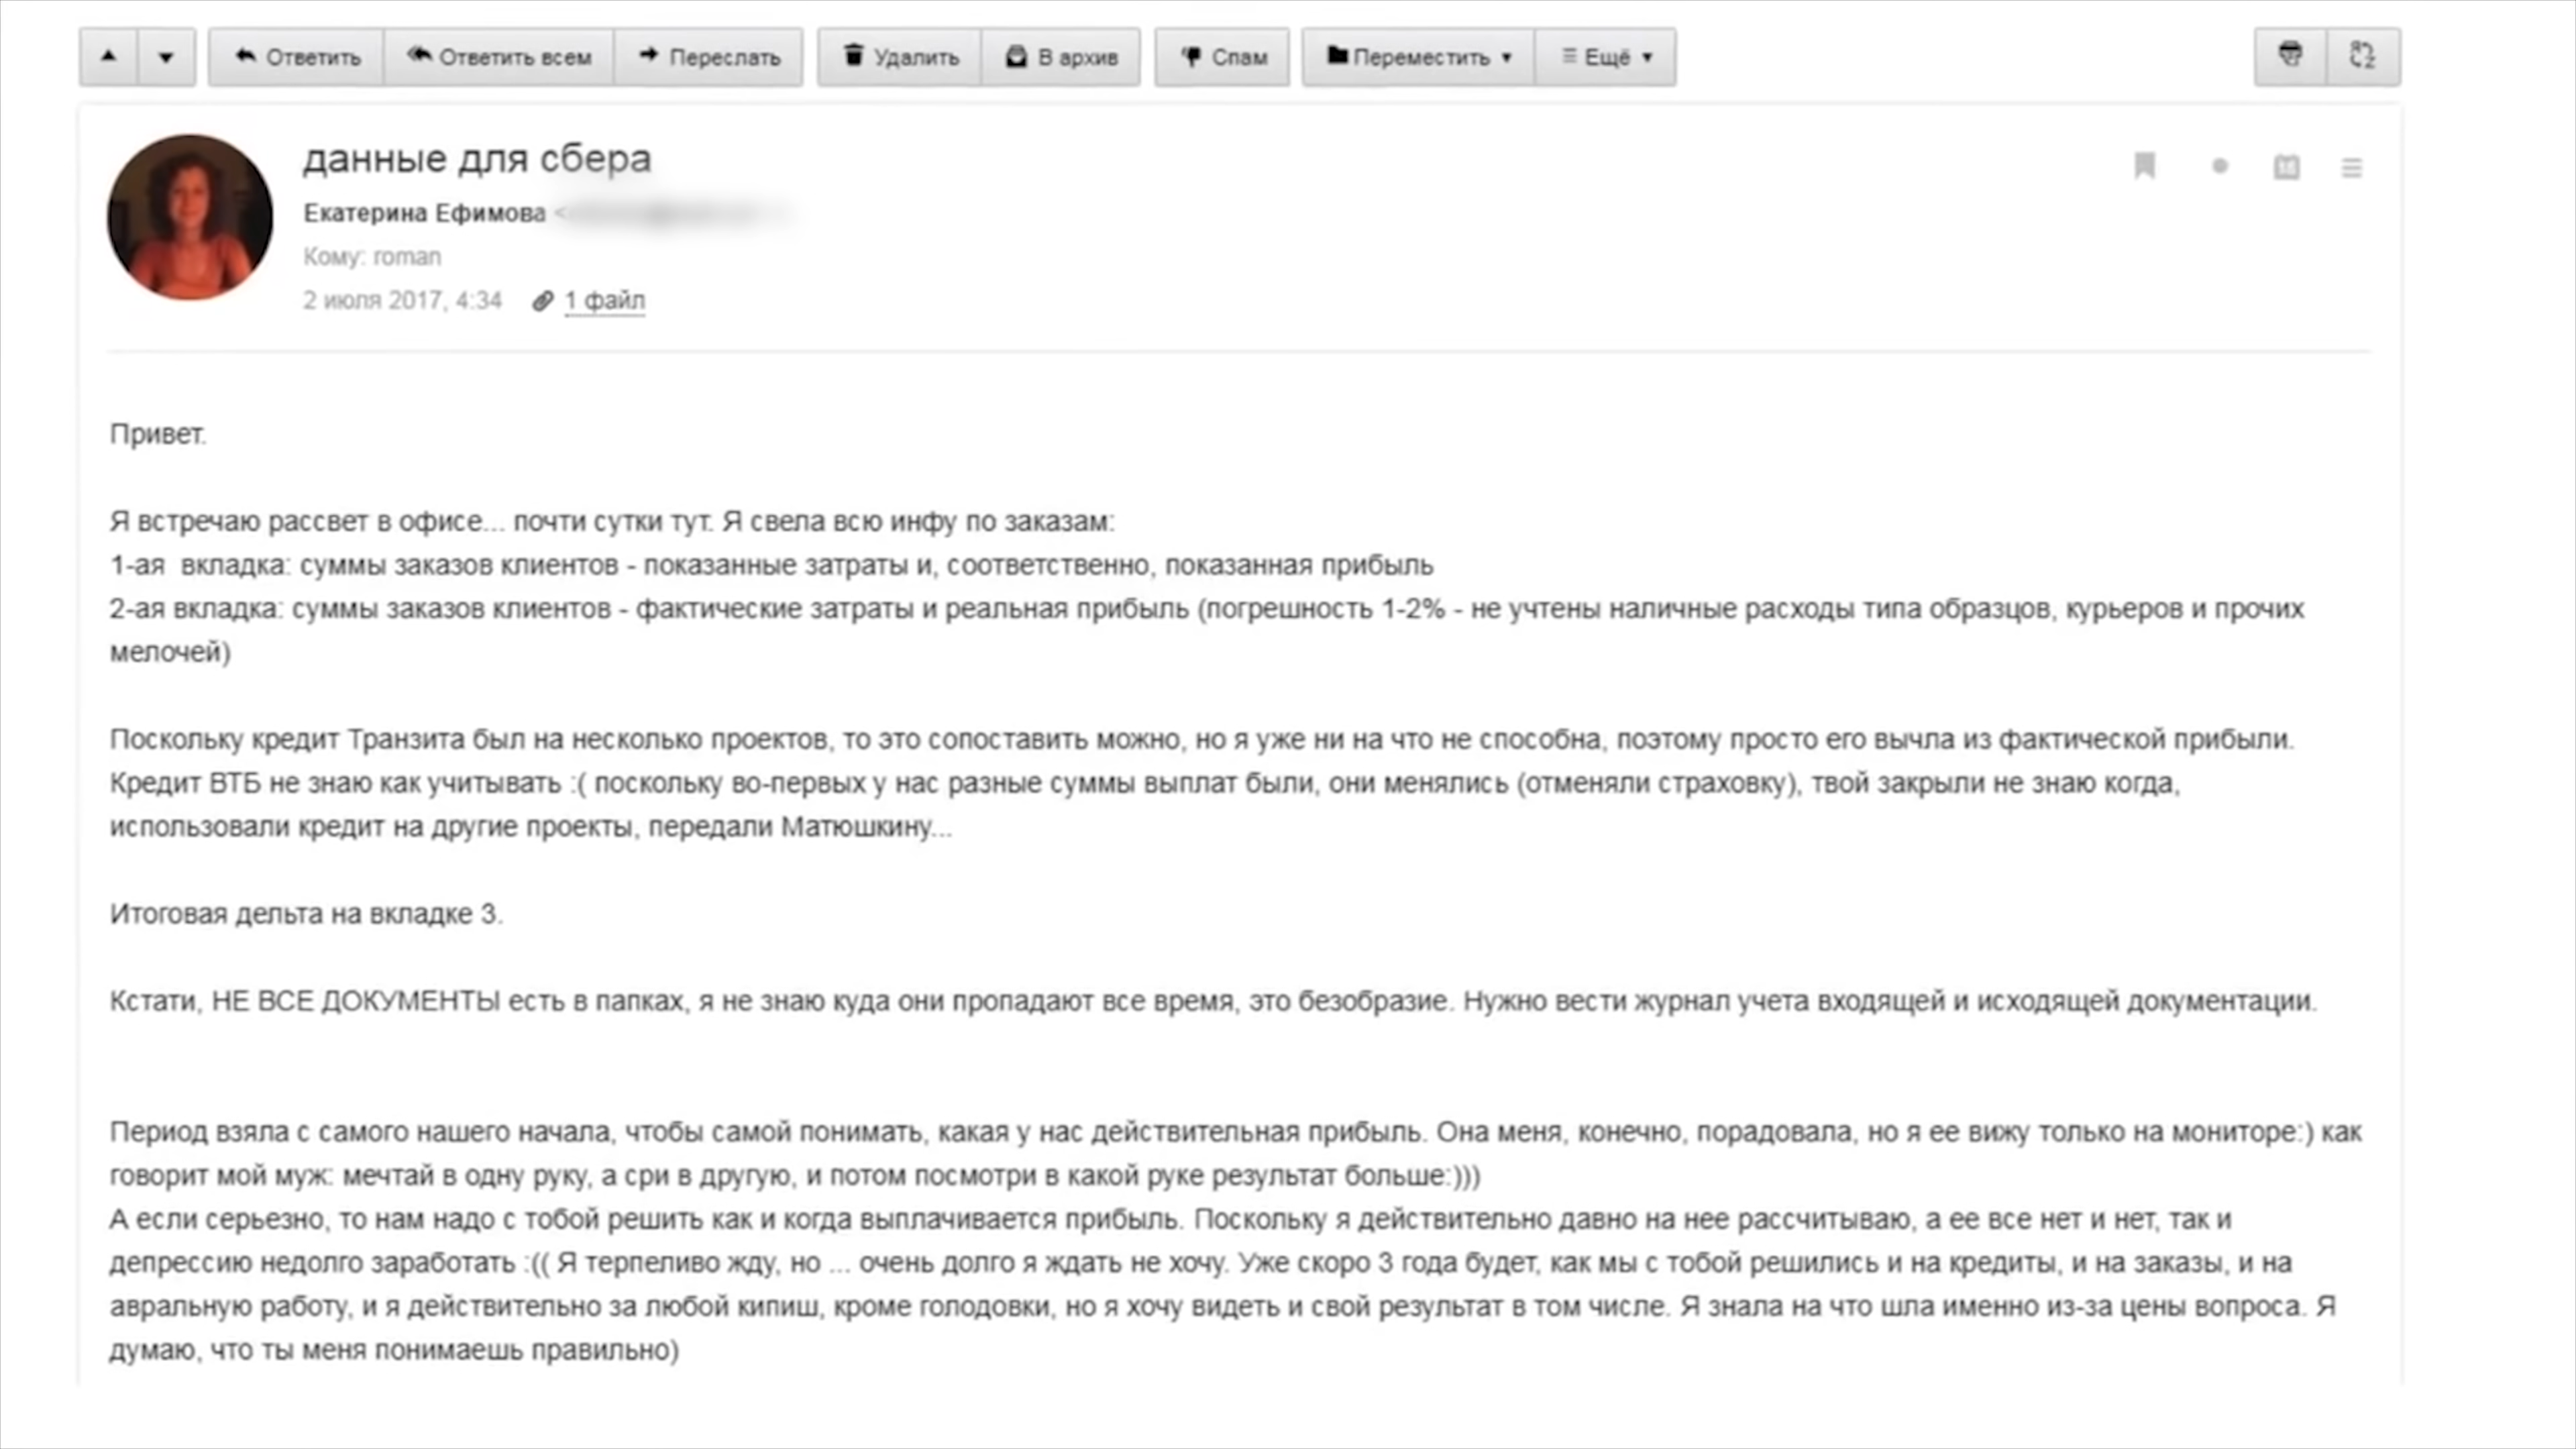 Ответить
Ответить всем
Переслать
Удалить
В архив
Спам
Переместить
Ещё
данные для сбера
Екатерина Ефимова <
Кому: roman
2 июля 2017, 4:34 1 файл
Привет.
Я встречаю рассвет в офисе... почти сутки тут. Я свела всю инфу по заказам:
1-ая вкладка: суммы заказов клиентов - показанные затраты и, соответственно, показанная прибыль
2-ая вкладка: суммы заказов клиентов - фактические затраты и реальная прибыль (погрешность 1-2% - не учтены наличные расходы типа образцов, курьеров и прочих
мелочей)
Поскольку кредит Транзита был на несколько проектов, то это сопоставить можно, но я уже ни на что не способна, поэтому просто его вычла из фактической прибыли.
Кредит ВТБ не знаю как учитывать :( поскольку во-первых у нас разные суммы выплат были, они менялись (отменяли страховку), твой закрыли не знаю когда,
использовали кредит на другие проекты, передали Матюшкину...
Итоговая дельта на вкладке 3.
Кстати, НЕ ВСЕ ДОКУМЕНТЫ есть в папках, я не знаю куда они пропадают все время, это безобразие. Нужно вести журнал учета входящей и исходящей документации.
Период взяла с самого нашего начала, чтобы самой понимать, какая у нас действительная прибыль. Она меня, конечно, порадовала, но я ее вижу только на мониторе:) как
говорит мой муж: мечтай в одну руку, а сри в другую, и потом посмотри в какой руке результат больше:)))
А если серьезно, то нам надо с тобой решить как и когда выплачивается прибыль. Поскольку я действительно давно на нее рассчитываю, а ее все нет и нет, так и
депрессию недолго заработать :(( Я терпеливо жду, но ... очень долго я ждать не хочу. Уже скоро 3 года будет, как мы с тобой решились и на кредиты, и на заказы, и на
авральную работу, и я действительно за любой кипиш, кроме голодовки, но я хочу видеть и свой результат в том числе. Я знала на что шла именно из-за цены вопроса. Я
думаю, что ты меня понимаешь правильно)